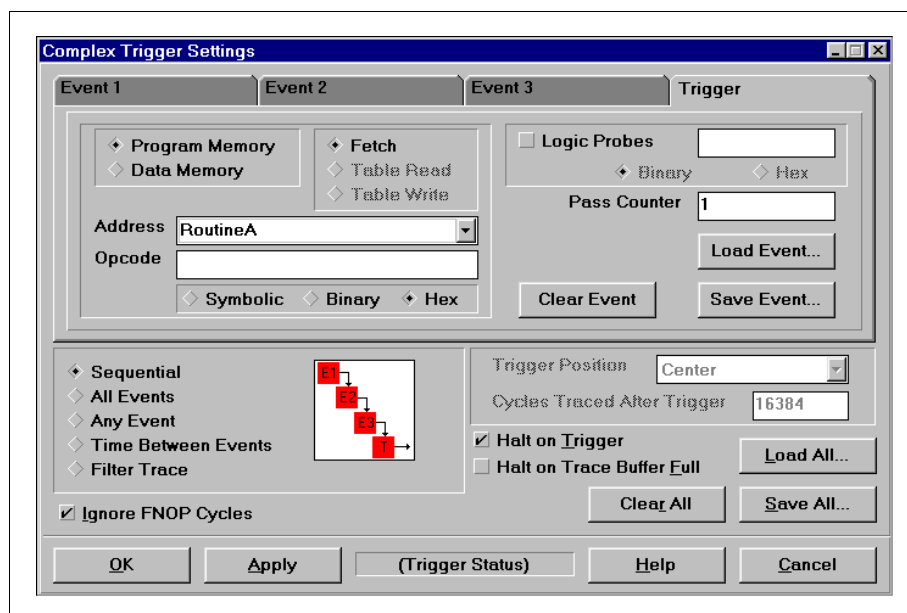 Complex Trigger Settings
Event 1
Event 2
Event 3
Trigger
Program Memory
Data Memory
Fetch
Table Read
Table Write
Logic Probes
Binary
Hex
Pass Counter 1
Address RoutineA
Opcode
Symbolic Binary Hex
Load Event...
Clear Event
Save Event...
Sequential
All Events
Any Event
Time Between Events
Filter Trace
E1
E2
E3
T
Ignore FNOP Cycles
Trigger Position Center
Cycles Traced After Trigger 16384
Halt on Trigger
Halt on Trace Buffer Full
Load All...
Clear All
Save All...
OK
Apply
(Trigger Status)
Help
Cancel